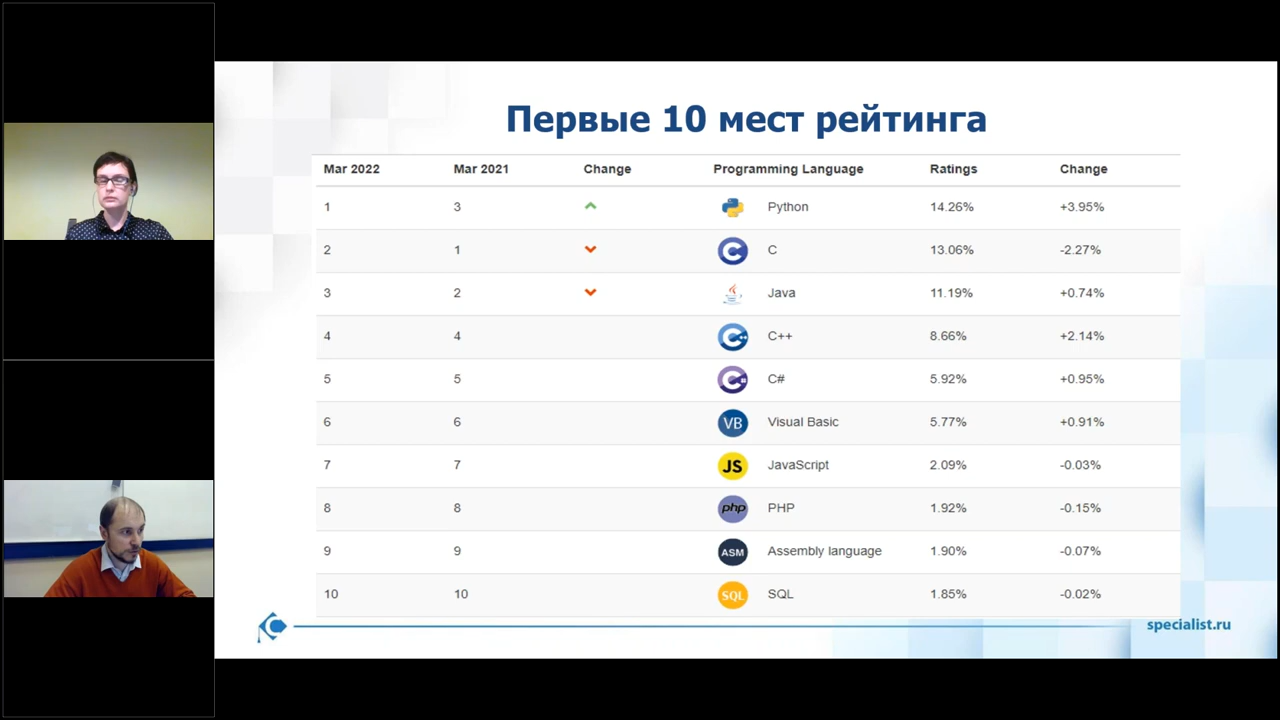 Первые 10 мест рейтинга
Mar 2022 Mar 2021 Change Programming Language Ratings Change
1 3 Python 14.26% +3.95%
2 1 C 13.06% -2.27%
3 2 Java 11.19% +0.74%
4 4 C++ 8.66% +2.14%
5 5 C# 5.92% +0.95%
6 6 VB Visual Basic 5.77% +0.91%
7 7 JS JavaScript 2.09% -0.03%
8 8 php PHP 1.92% -0.15%
9 9 ASM Assembly language 1.90% -0.07%
10 10 SQL SQL 1.85% -0.02%
specialist.ru